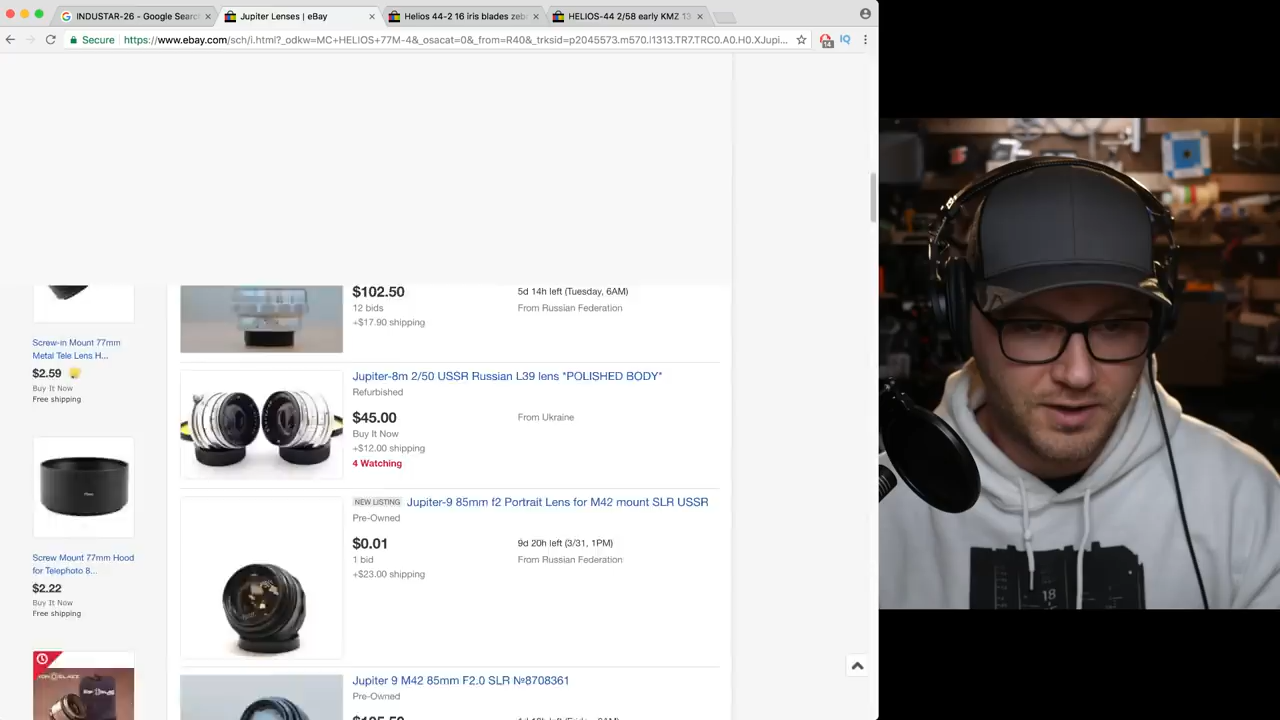 INDUSTAR-26 - Google Searc
Jupiter Lenses | eBay
Helios 44-2 16 iris blades zebr
HELIOS-44 2/58 early KMZ 13
Secure
https://www.ebay.com/sch/i.html?_odkw=MC+HELIOS+77M-4&_osacat=0&_from=R40&_trksid=p2045573.m570.l1313.TR7.TRC0.A0.H0.XJupi...
14
IQ
$102.50
5d 14h left (Tuesday, 6AM)
12 bids
From Russian Federation
+$17.90 shipping
Screw-in Mount 77mm
Metal Tele Lens H...
$2.59
Buy It Now
Free shipping
Jupiter-8m 2/50 USSR Russian L39 lens *POLISHED BODY*
Refurbished
$45.00
From Ukraine
Buy It Now
+$12.00 shipping
4 Watching
Screw Mount 77mm Hood
for Telephoto 8...
$2.22
Buy It Now
Free shipping
NEW LISTING Jupiter-9 85mm f2 Portrait Lens for M42 mount SLR USSR
Pre-Owned
$0.01
9d 20h left (3/31, 1PM)
1 bid
From Russian Federation
+$23.00 shipping
Jupiter 9 M42 85mm F2.0 SLR №8708361
Pre-Owned
18